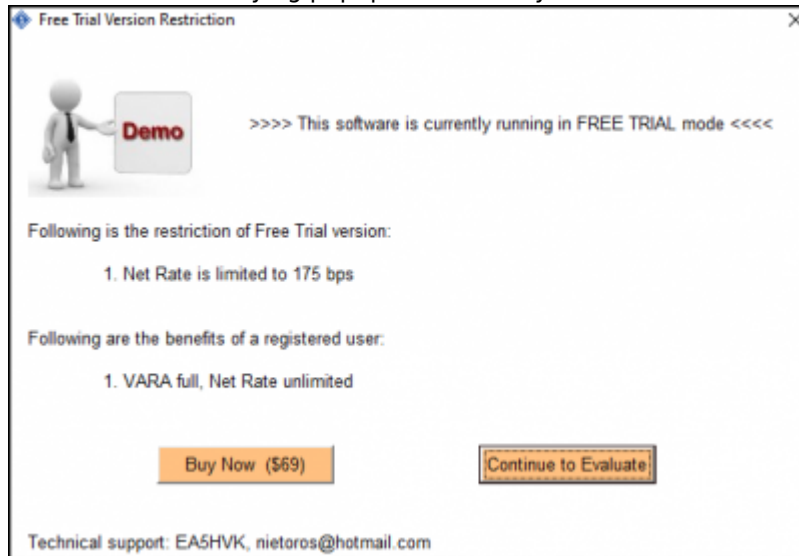 Free Trial Version Restriction
Demo
>>>> This software is currently running in FREE TRIAL mode <<<<
Following is the restriction of Free Trial version:
1. Net Rate is limited to 175 bps
Following are the benefits of a registered user:
1. VARA full, Net Rate unlimited
Buy Now ($69)
Continue to Evaluate
Technical support: EA5HVK, nietoros@hotmail.com